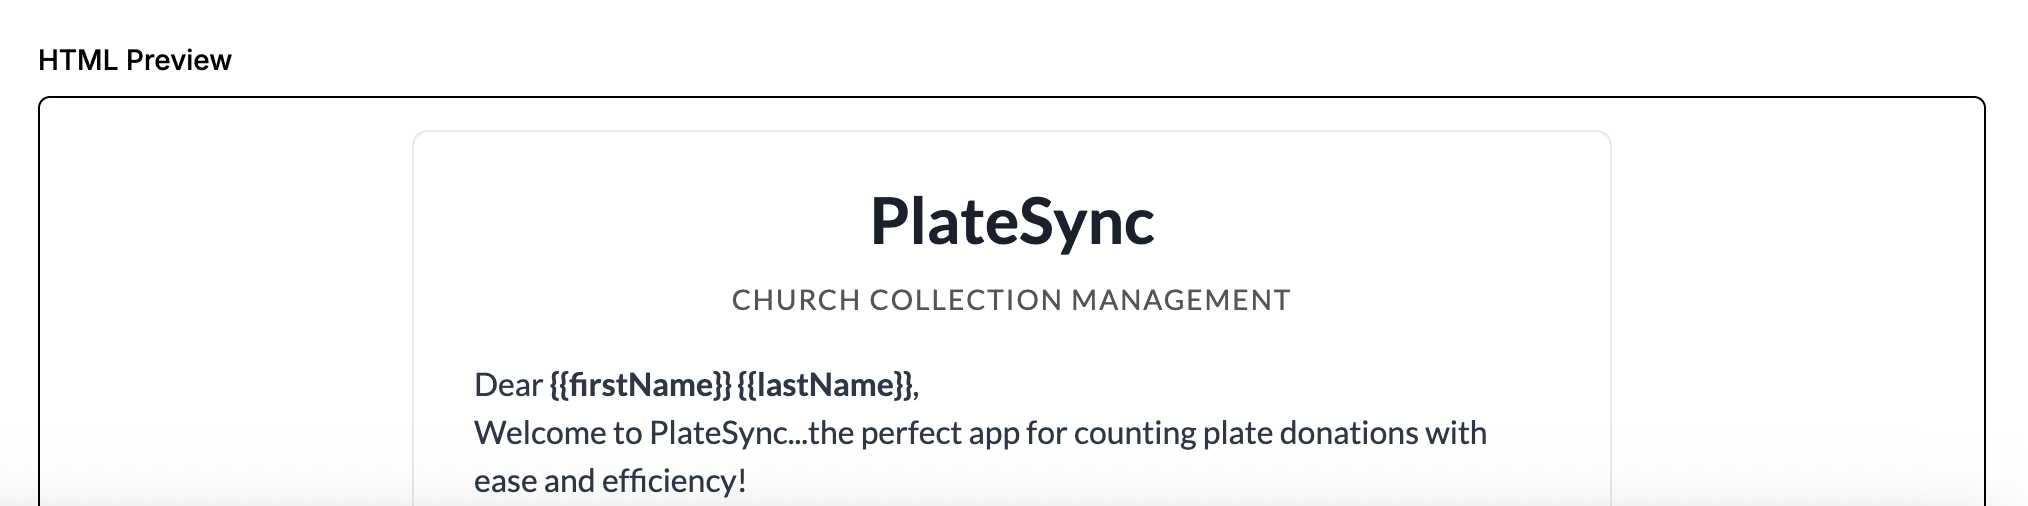 HTML Preview
PlateSync
CHURCH COLLECTION MANAGEMENT
Dear {{firstName}} {{lastName}},
Welcome to PlateSync...the perfect app for counting plate donations with
ease and efficiency!